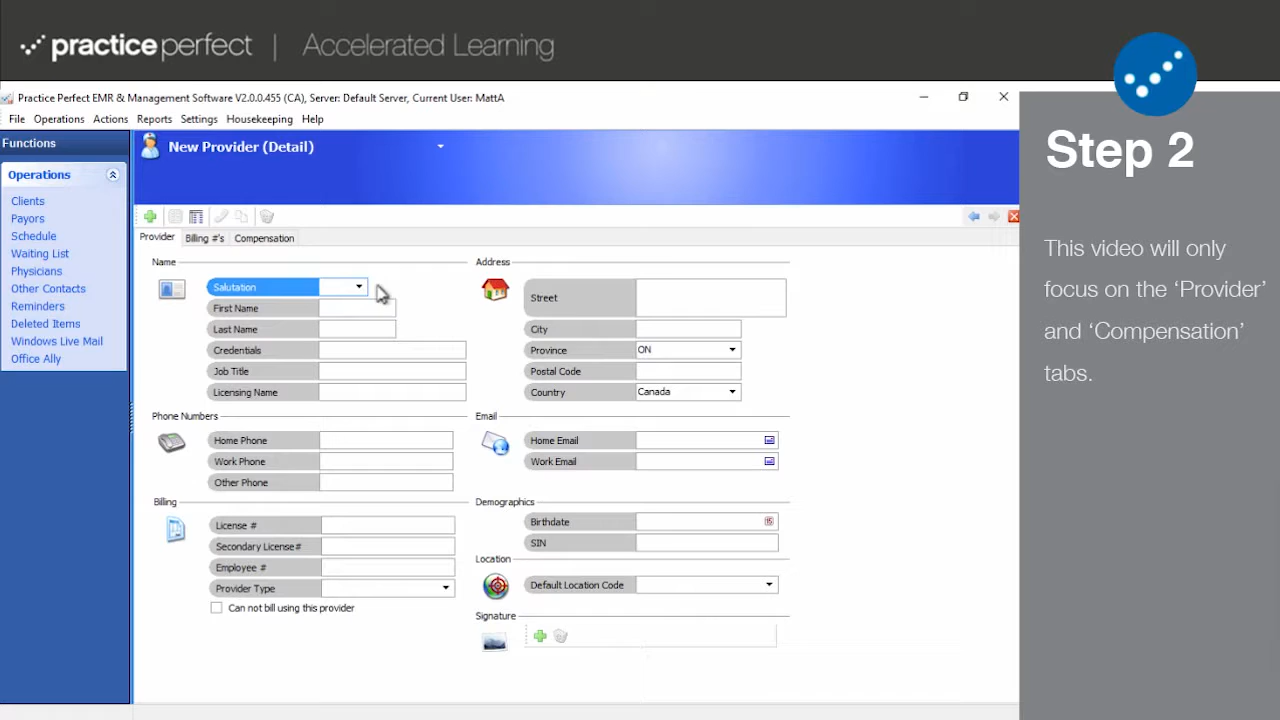 practice perfect | Accelerated Learning
Practice Perfect EMR & Management Software V2.0.0.455 (CA), Server: Default Server, Current User: MattA
File Operations Actions Reports Settings Housekeeping Help
Functions
Operations
Clients
Payors
Schedule
Waiting List
Physicians
Other Contacts
Reminders
Deleted Items
Windows Live Mail
Office Ally
New Provider (Detail)
Provider Billing #'s Compensation
Name
Salutation
First Name
Last Name
Credentials
Job Title
Licensing Name
Phone Numbers
Home Phone
Work Phone
Other Phone
Billing
License #
Secondary License#
Employee #
Provider Type
Can not bill using this provider
Address
Street
City
Province ON
Postal Code
Country Canada
Email
Home Email
Work Email
Demographics
Birthdate
SIN
Location
Default Location Code
Signature
Step 2
This video will only
focus on the ‘Provider’
and ‘Compensation’
tabs.